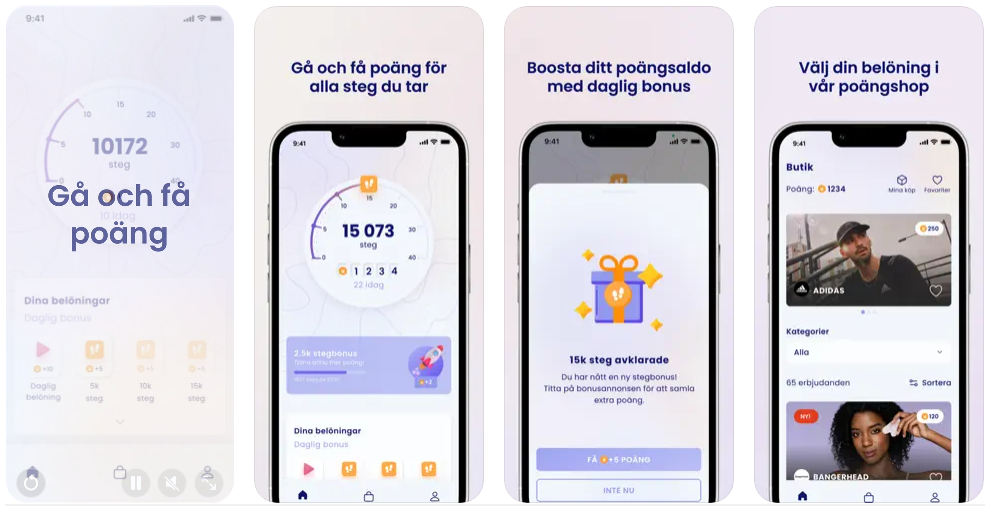 9:41
10172
steg
0
5
10
15
20
30
40
10 idag
Gå och få
poäng
Dina belöningar
Daglig bonus
+10
+5
+5
+5
Daglig
belöning
5k
steg
10k
steg
15k
steg
Gå och få poäng för
alla steg du tar
9:41
0
5
10
15
20
30
40
15 073
steg
1 2 3 4
22 idag
2.5k stegbonus
+2
Dina belöningar
Daglig bonus
Boosta ditt poängsaldo
med daglig bonus
9:41
15k steg avklarade
Du har nått en ny stegbonus!
Titta på bonusannonsen för att samla
extra poäng.
FÅ +5 POÄNG
INTE NU
Välj din belöning i
vår poängshop
9:41
Butik
Poäng: 1234
Mina köp
Favoriter
250
ADIDAS
Kategorier
Alla
65 erbjudanden
Sortera
NY!
120
BANGERHEAD